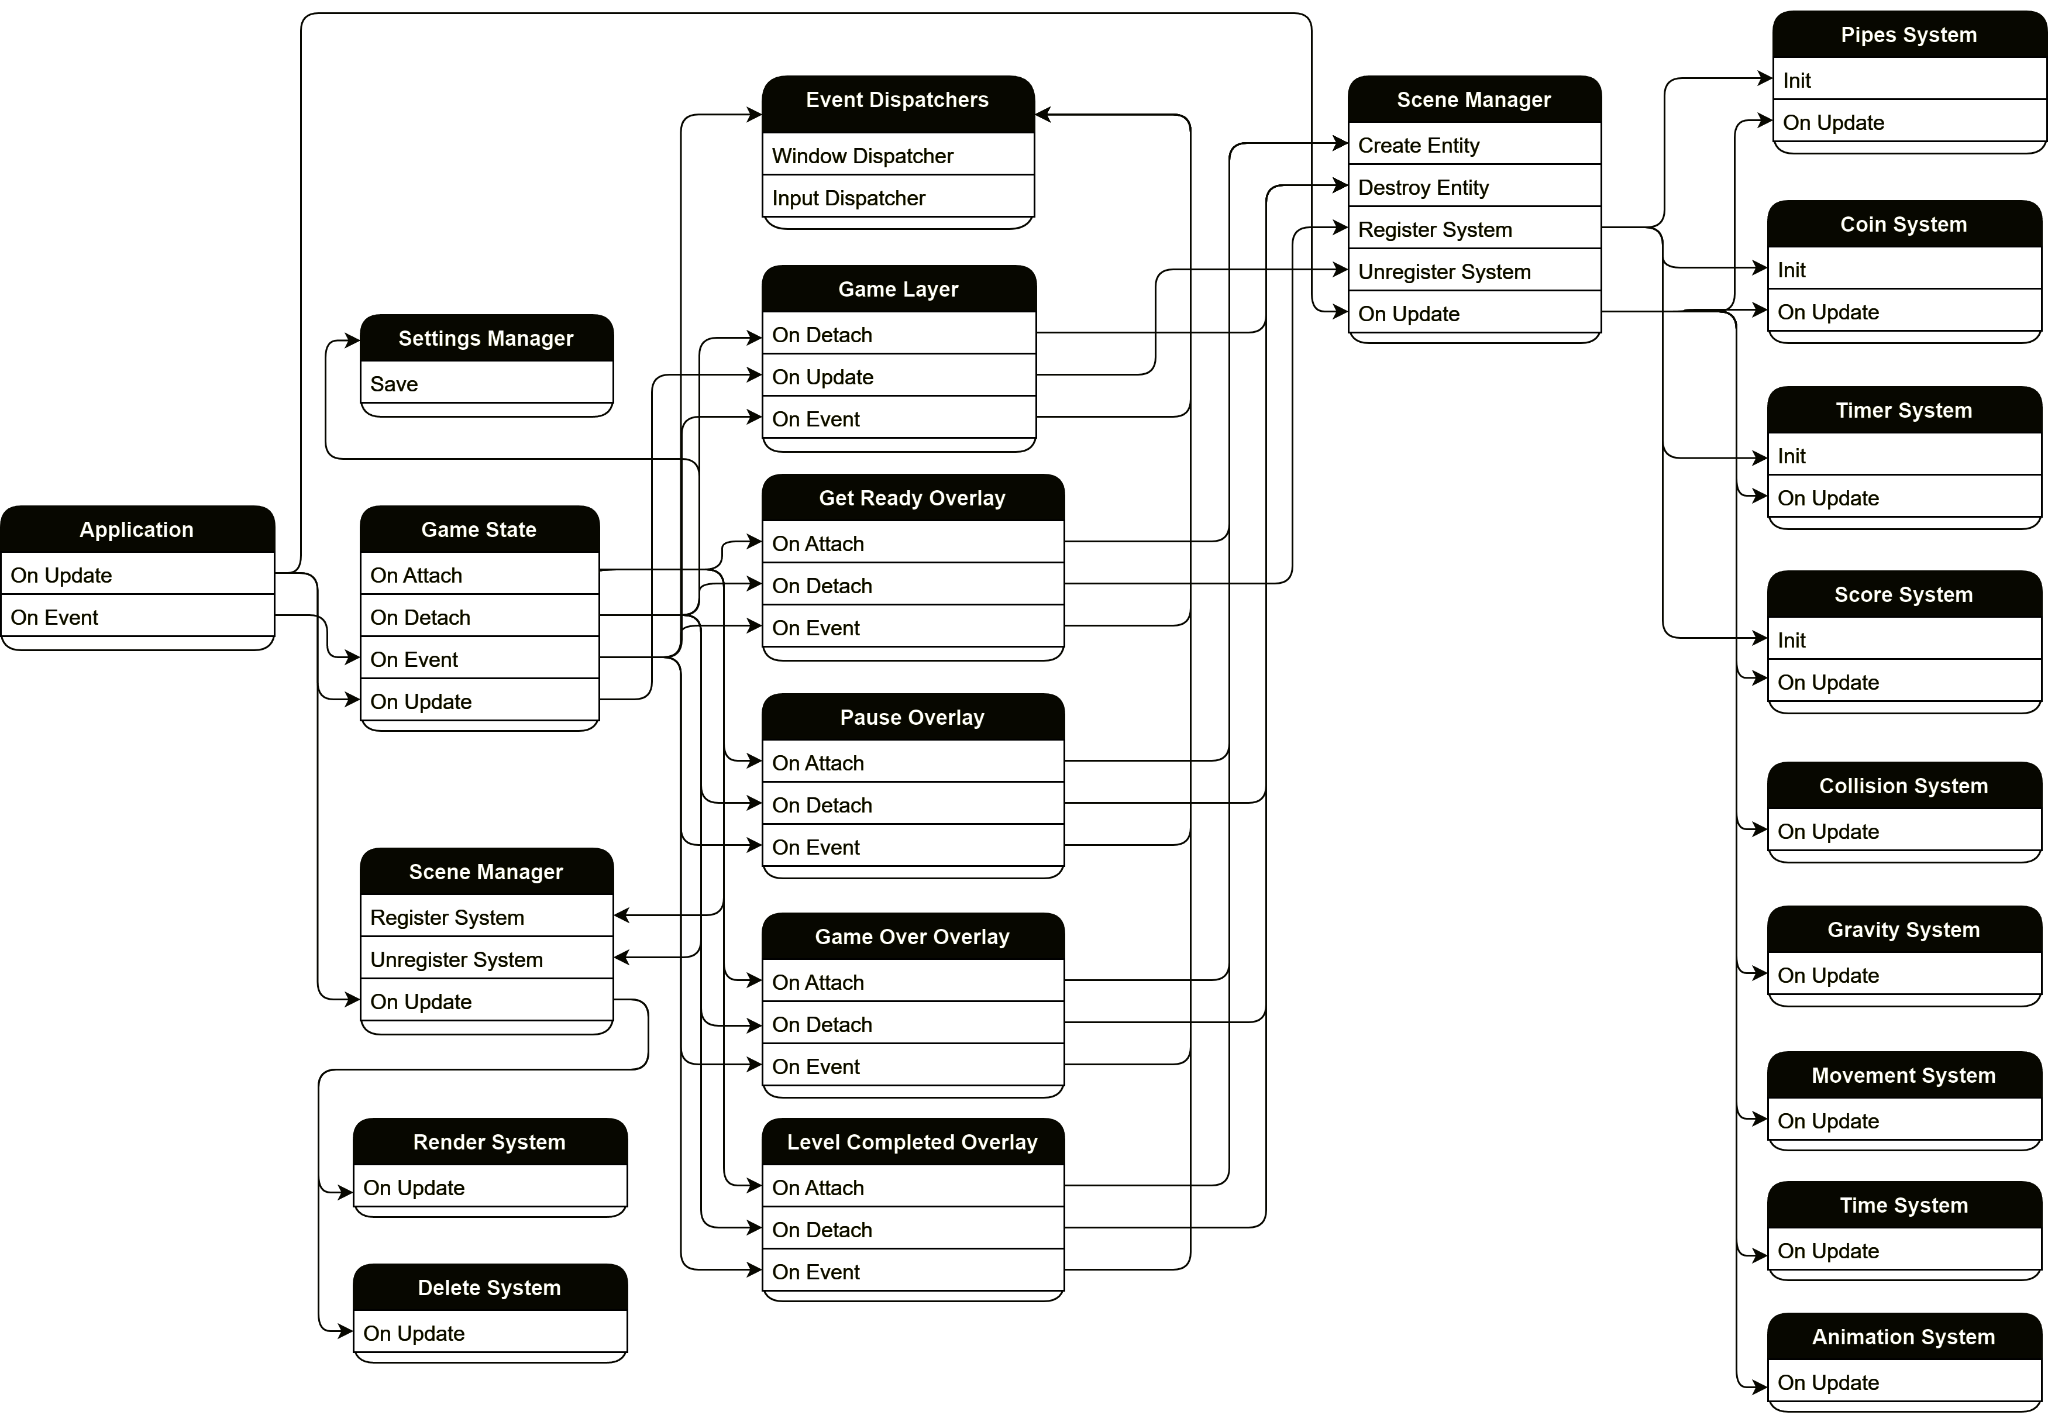 Application
On Update
On Event
Settings Manager
Save
Game State
On Attach
On Detach
On Event
On Update
Scene Manager
Register System
Unregister System
On Update
Render System
On Update
Delete System
On Update
Event Dispatchers
Window Dispatcher
Input Dispatcher
Game Layer
On Detach
On Update
On Event
Get Ready Overlay
On Attach
On Detach
On Event
Pause Overlay
On Attach
On Detach
On Event
Game Over Overlay
On Attach
On Detach
On Event
Level Completed Overlay
On Attach
On Detach
On Event
Scene Manager
Create Entity
Destroy Entity
Register System
Unregister System
On Update
Pipes System
Init
On Update
Coin System
Init
On Update
Timer System
Init
On Update
Score System
Init
On Update
Collision System
On Update
Gravity System
On Update
Movement System
On Update
Time System
On Update
Animation System
On Update